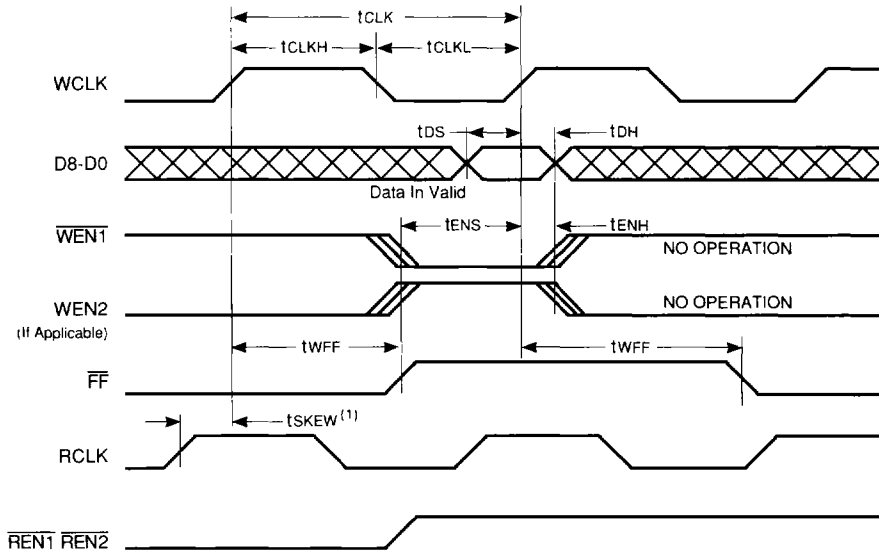 tCLK
tCLKH
tCLKL
WCLK
tDS
tDH
D8-D0
Data In Valid
WEN1
tENS
tENH
NO OPERATION
WEN2
(If Applicable)
NO OPERATION
tWFF
tWFF
FF
tSKEW(1)
RCLK
REN1 REN2